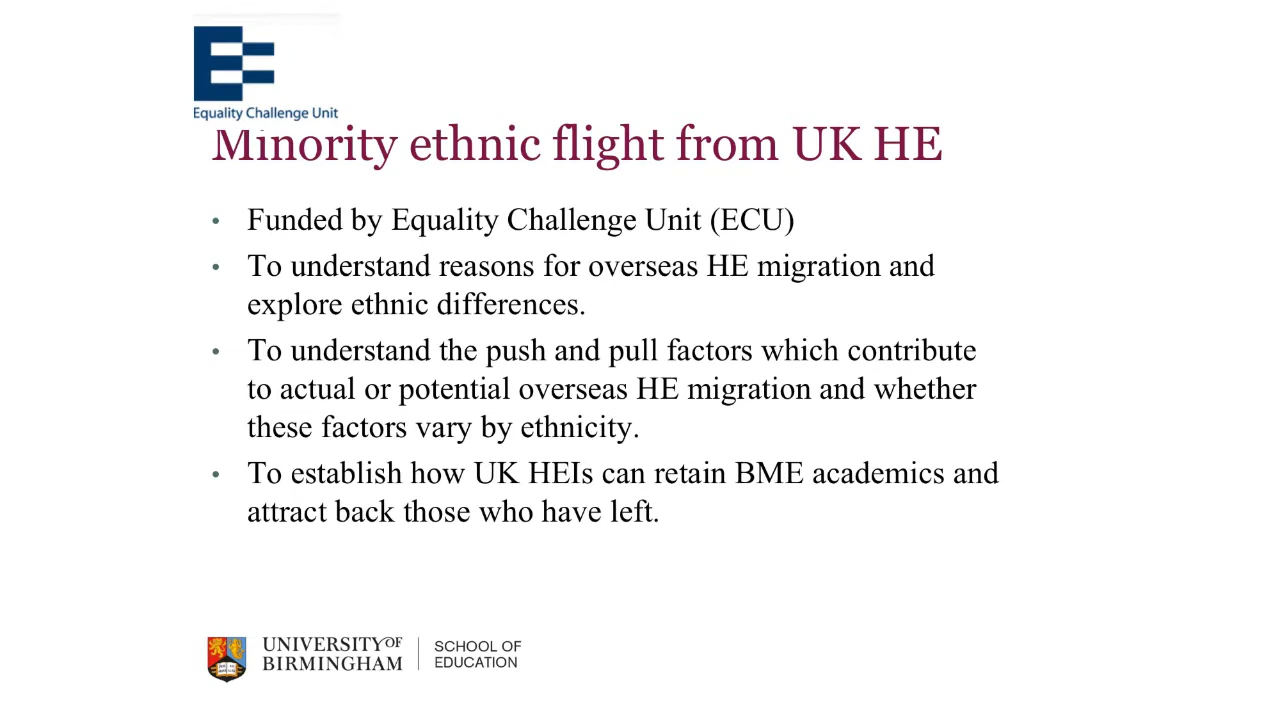 Equality Challenge Unit
Minority ethnic flight from UK HE
• Funded by Equality Challenge Unit (ECU)
• To understand reasons for overseas HE migration and
explore ethnic differences.
• To understand the push and pull factors which contribute
to actual or potential overseas HE migration and whether
these factors vary by ethnicity.
• To establish how UK HEIs can retain BME academics and
attract back those who have left.
UNIVERSITY OF
BIRMINGHAM
SCHOOL OF
EDUCATION